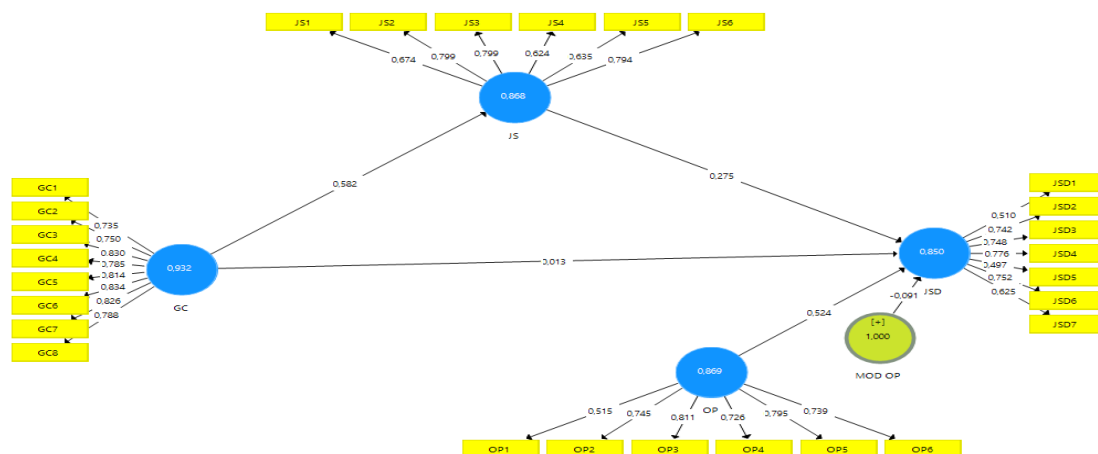 JS1 JS2 JS3 JS4 JS5 JS6
0,674 0,799 0,799 0,624 0,635 0,794
0,868
JS
0,582
0,275
GC1
GC2
GC3
GC4
GC5
GC6
GC7
GC8
0,735
0,750
0,830
0,785
0,814
0,834
0,826
0,788
0,932
GC
0,013
JSD1
JSD2
JSD3
JSD4
JSD5
JSD6
JSD7
0,510
0,742
0,748
0,776
0,497
0,752
0,625
0,850
JSD
-0,091
[+]
1,000
MOD OP
0,524
0,869
OP
0,515 0,745 0,811 0,726 0,795 0,739
OP1 OP2 OP3 OP4 OP5 OP6